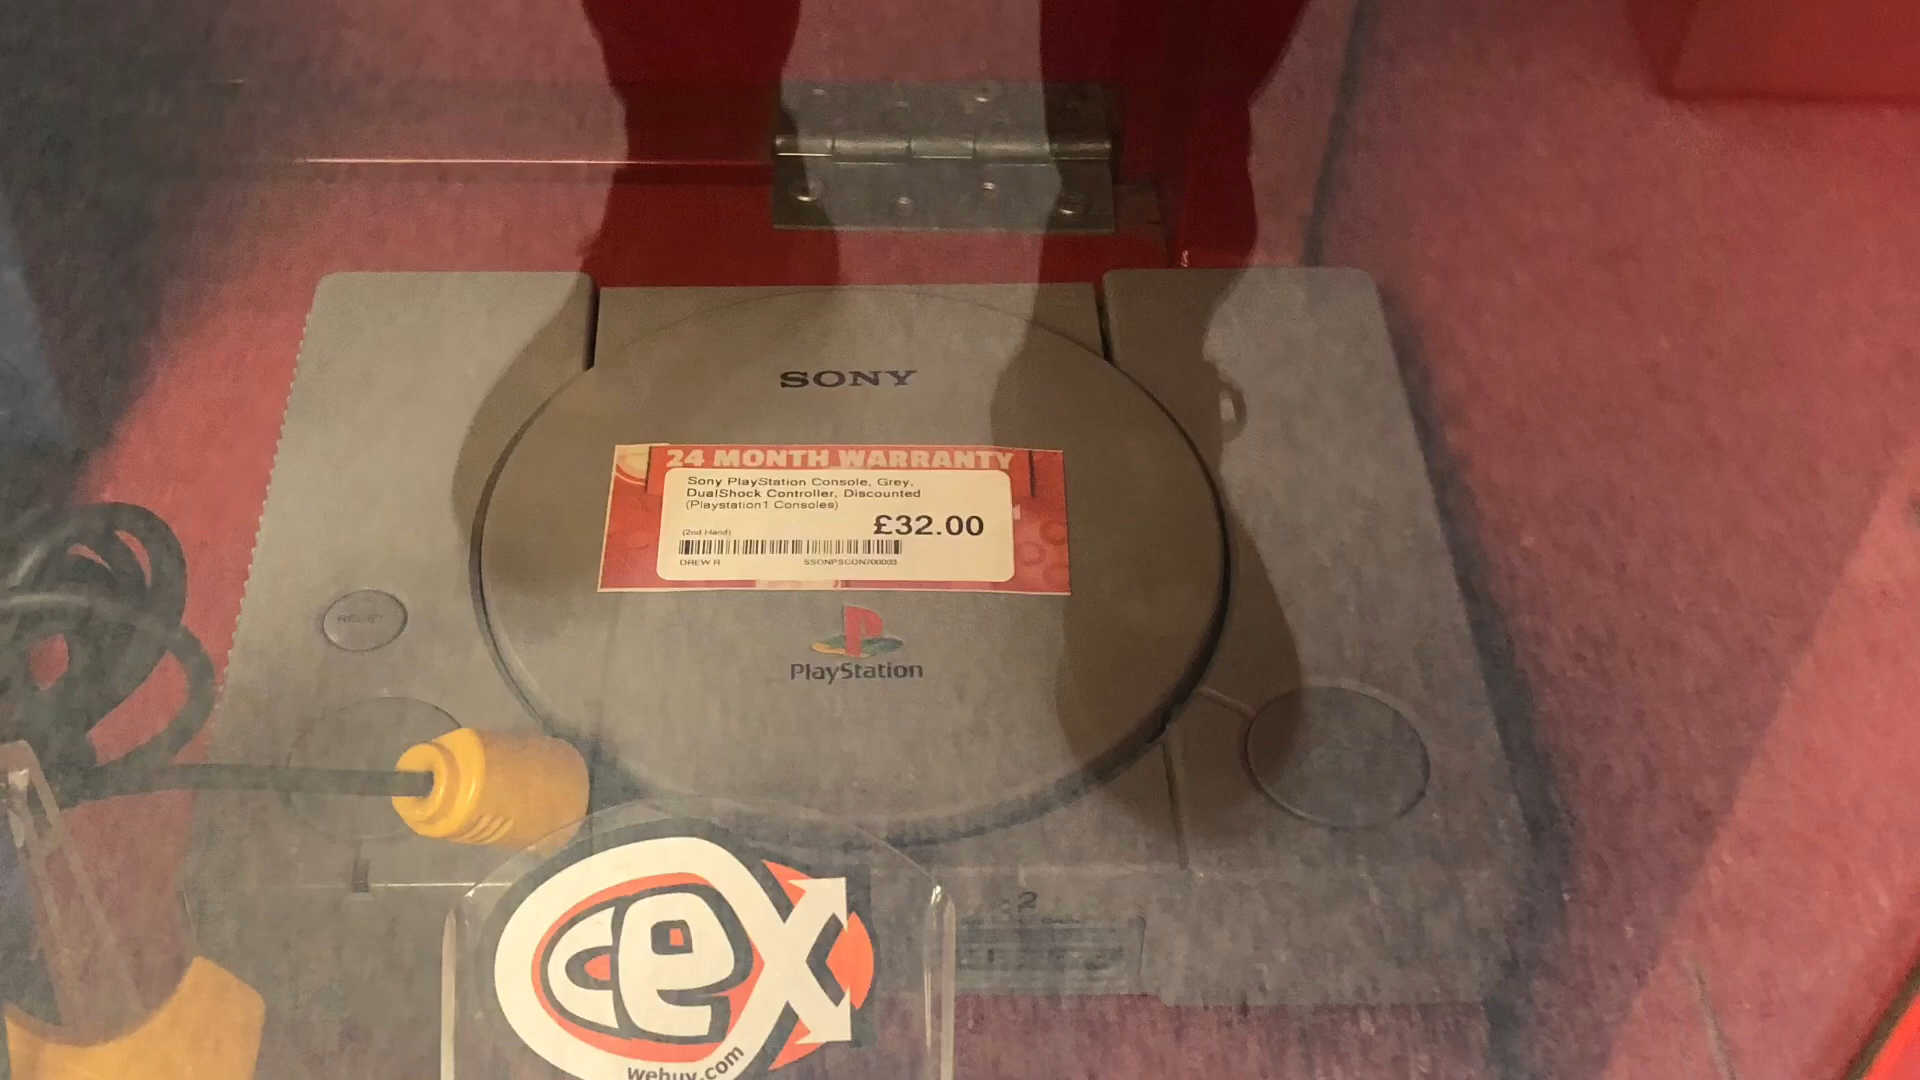 SONY
24 MONTH WARRANTY
Sony PlayStation Console, Grey,
DualShock Controller, Discounted
(Playstation1 Consoles)
£32.00
(2nd Hand)
DREW R SSONPSCON700003
RESET
PlayStation
2
cex
webuy.com